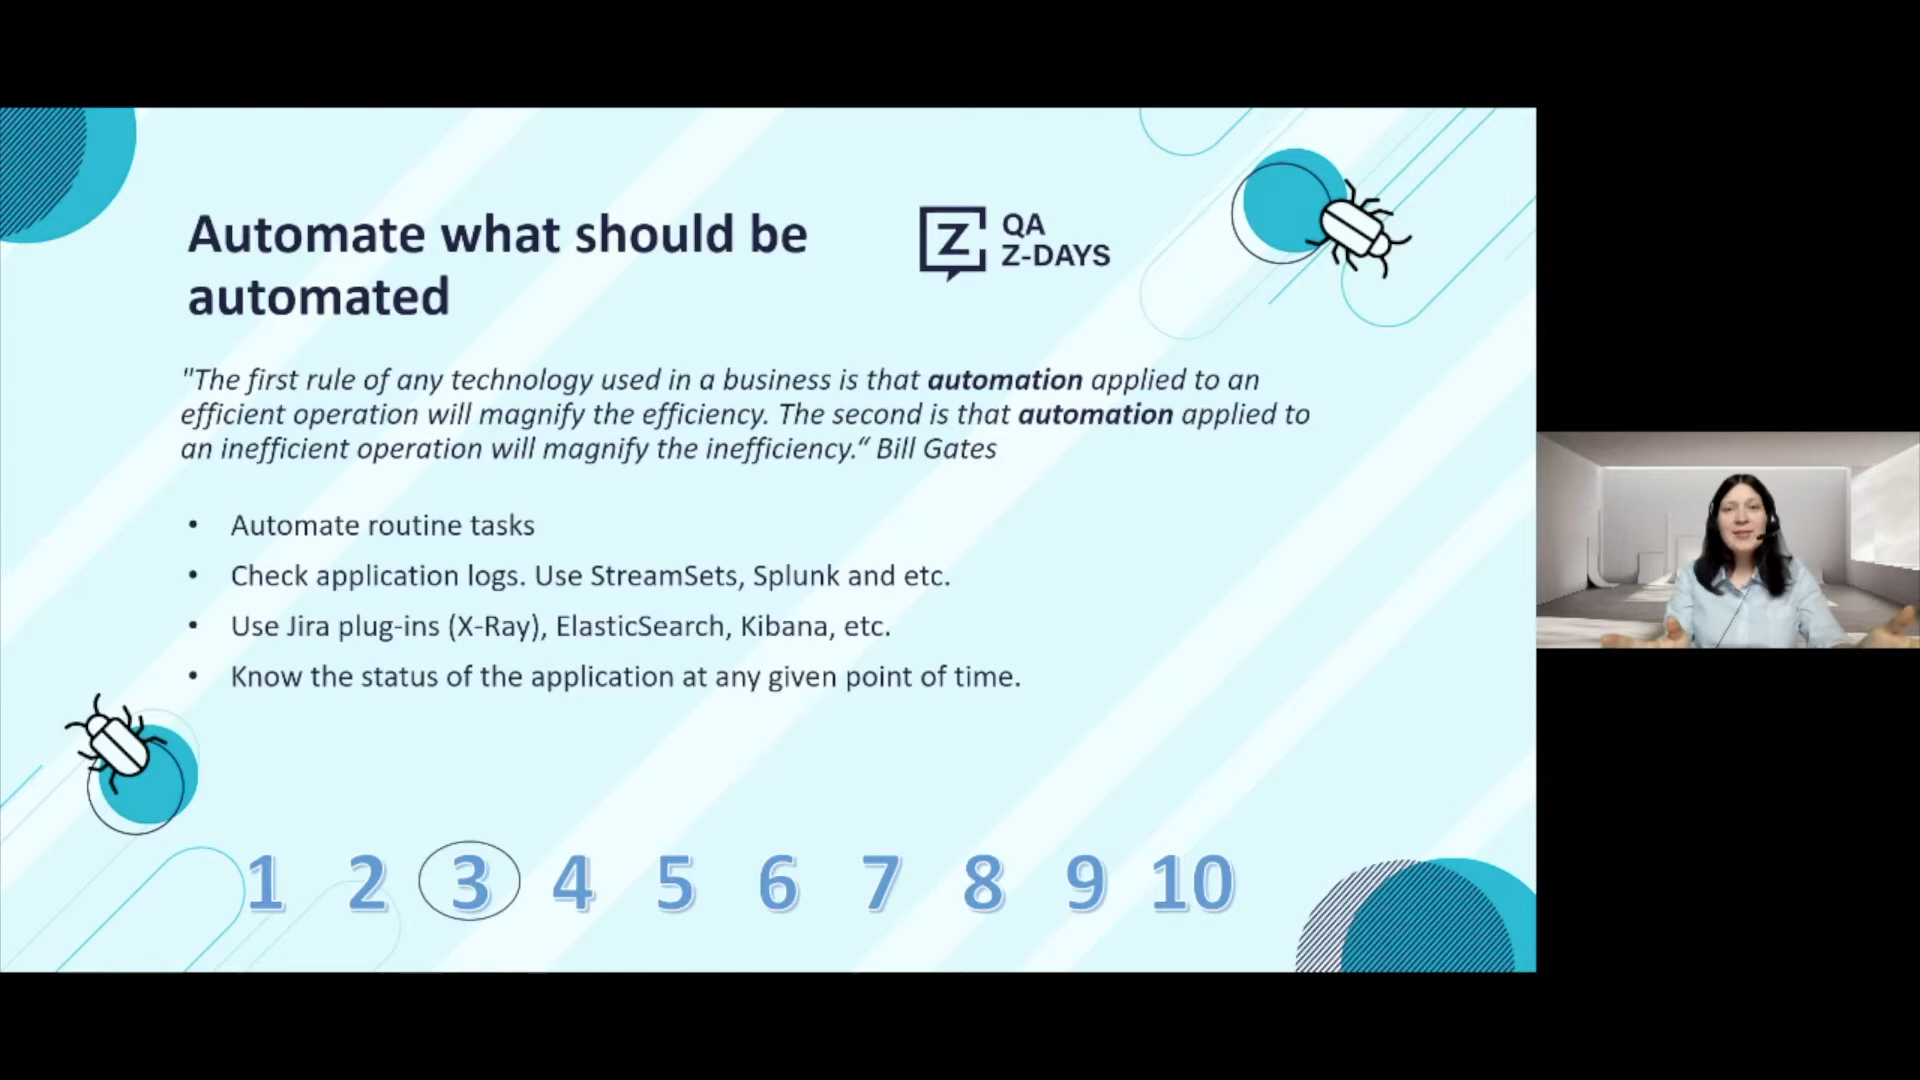 Automate what should be
automated
Z
QA
Z-DAYS
"The first rule of any technology used in a business is that automation applied to an
efficient operation will magnify the efficiency. The second is that automation applied to
an inefficient operation will magnify the inefficiency.“ Bill Gates
• Automate routine tasks
• Check application logs. Use StreamSets, Splunk and etc.
• Use Jira plug-ins (X-Ray), ElasticSearch, Kibana, etc.
• Know the status of the application at any given point of time.
1 2 3 4 5 6 7 8 9 10